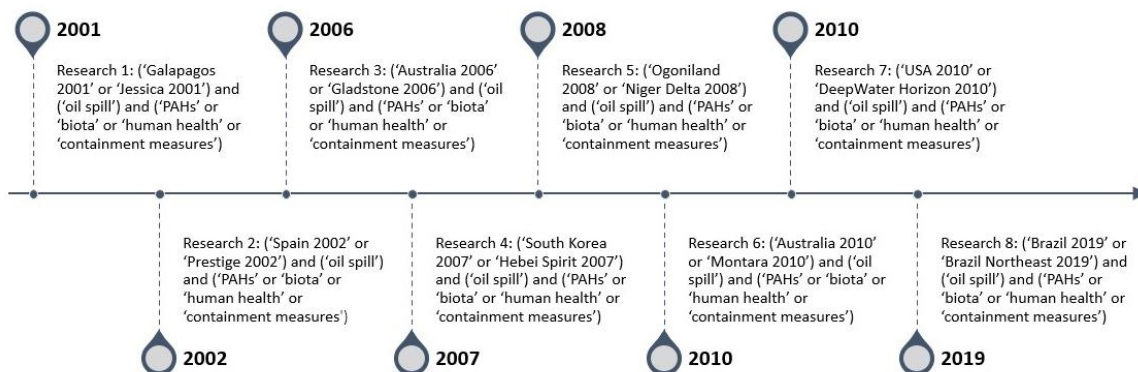 2001
Research 1: (‘Galapagos
2001’ or ‘Jessica 2001’) and
(‘oil spill’) and (‘PAHs’ or
‘biota’ or ‘human health’ or
‘containment measures’)
2006
Research 3: (‘Australia 2006’
or ‘Gladstone 2006’) and (‘oil
spill’) and (‘PAHs’ or ‘biota’
or ‘human health’ or
‘containment measures’)
2008
Research 5: (‘Ogoniland
2008’ or ‘Niger Delta 2008’)
and (‘oil spill’) and (‘PAHs’ or
‘biota’ or ‘human health’ or
‘containment measures’)
2010
Research 7: (‘USA 2010’ or
‘DeepWater Horizon 2010’)
and (‘oil spill’) and (‘PAHs’ or
‘biota’ or ‘human health’ or
‘containment measures’)
Research 2: (‘Spain 2002’ or
‘Prestige 2002’) and (‘oil spill’)
and (‘PAHs’ or ‘biota’ or
‘human health’ or
‘containment measures’)
2002
Research 4: (‘South Korea
2007’ or ‘Hebei Spirit 2007’)
and (‘oil spill’) and (‘PAHs’ or
‘biota’ or ‘human health’ or
‘containment measures’)
2007
Research 6: (‘Australia 2010’
or ‘Montara 2010’) and (‘oil
spill’) and (‘PAHs’ or ‘biota’ or
‘human health’ or
‘containment measures’)
2010
Research 8: (‘Brazil 2019’ or
‘Brazil Northeast 2019’) and
(‘oil spill’) and (‘PAHs’ or
‘biota’ or ‘human health’ or
‘containment measures’)
2019